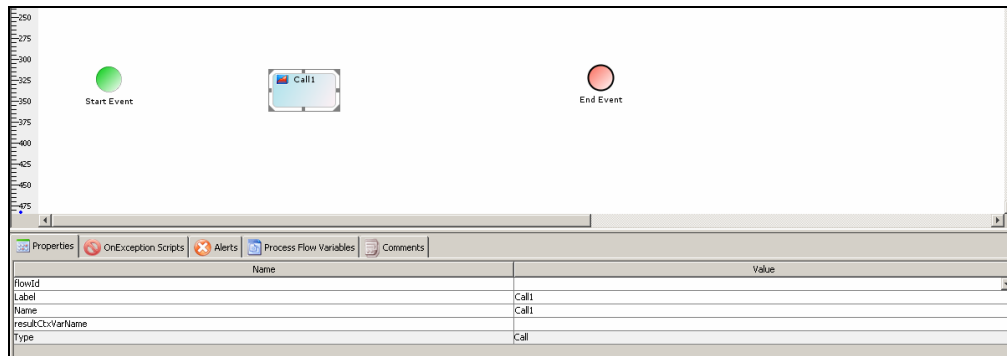 250
275
300
325
Call1
350
Start Event
End Event
375
400
425
450
475
Properties OnException Scripts Alerts Process Flow Variables Comments
Name Value
flowId
Label Call1
Name Call1
resultCtxVarName
Type Call